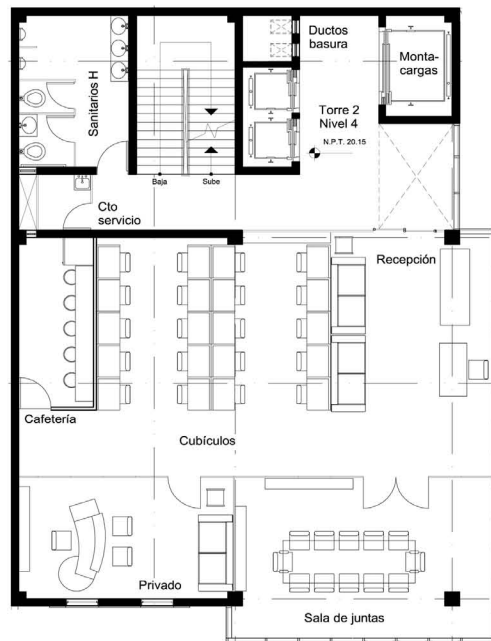 Ductos
basura
Monta-
cargas
Sanitarios H
Torre 2
Nivel 4
N.P.T. 20.15
Baja
Sube
Cto
servicio
Recepción
Cafetería
Cubículos
Privado
Sala de juntas